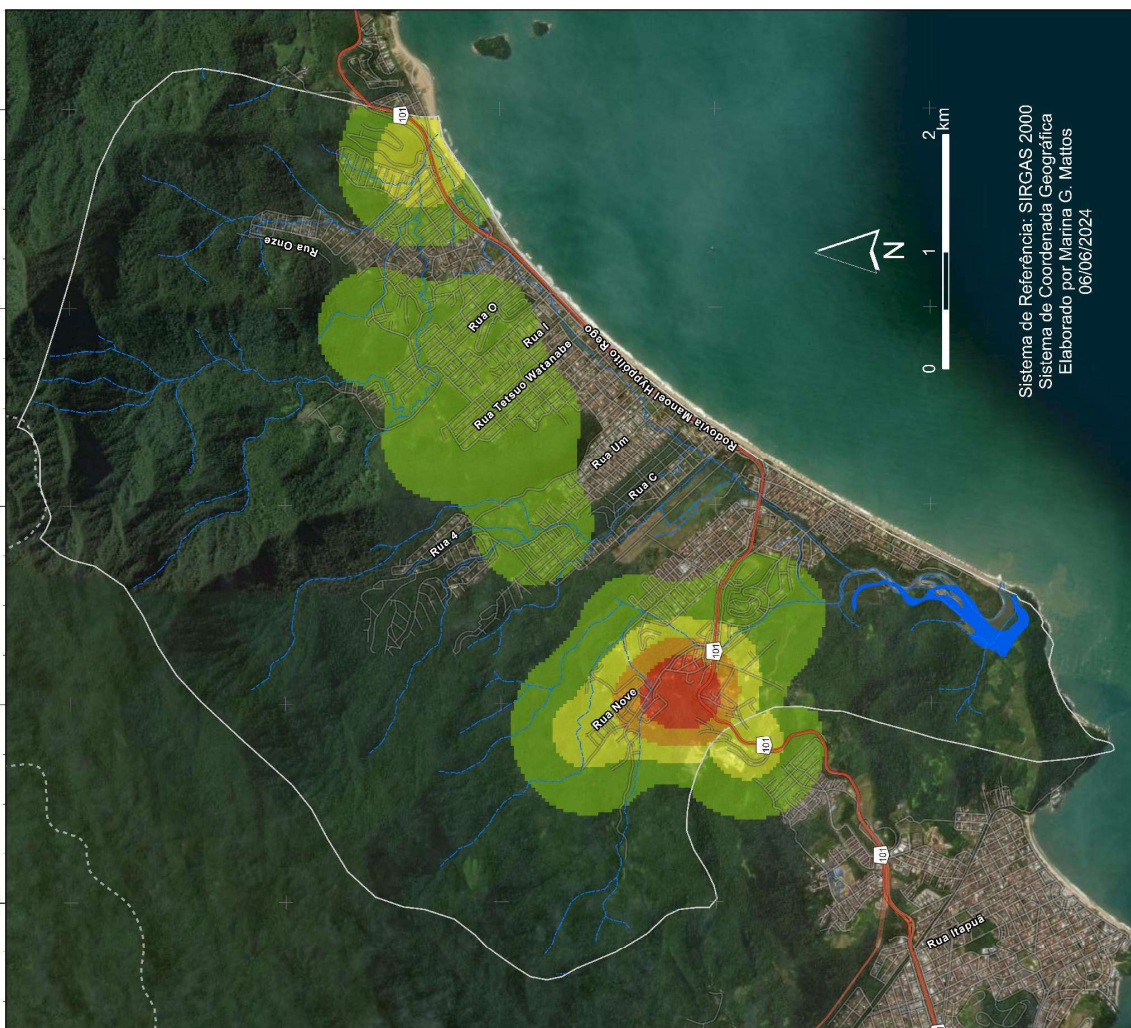 101
Rua Onze
Rua O
Rua I
Rua Tetsuo Watanabe
Rodovia Manoel Hyppolito Rego
Rua Um
Rua C
Rua 4
Rua Nove
101
101
101
Rua Itapuã
N
0 1 2
km
Sistema de Referência: SIRGAS 2000
Sistema de Coordenada Geográfica
Elaborado por Marina G. Mattos
06/06/2024